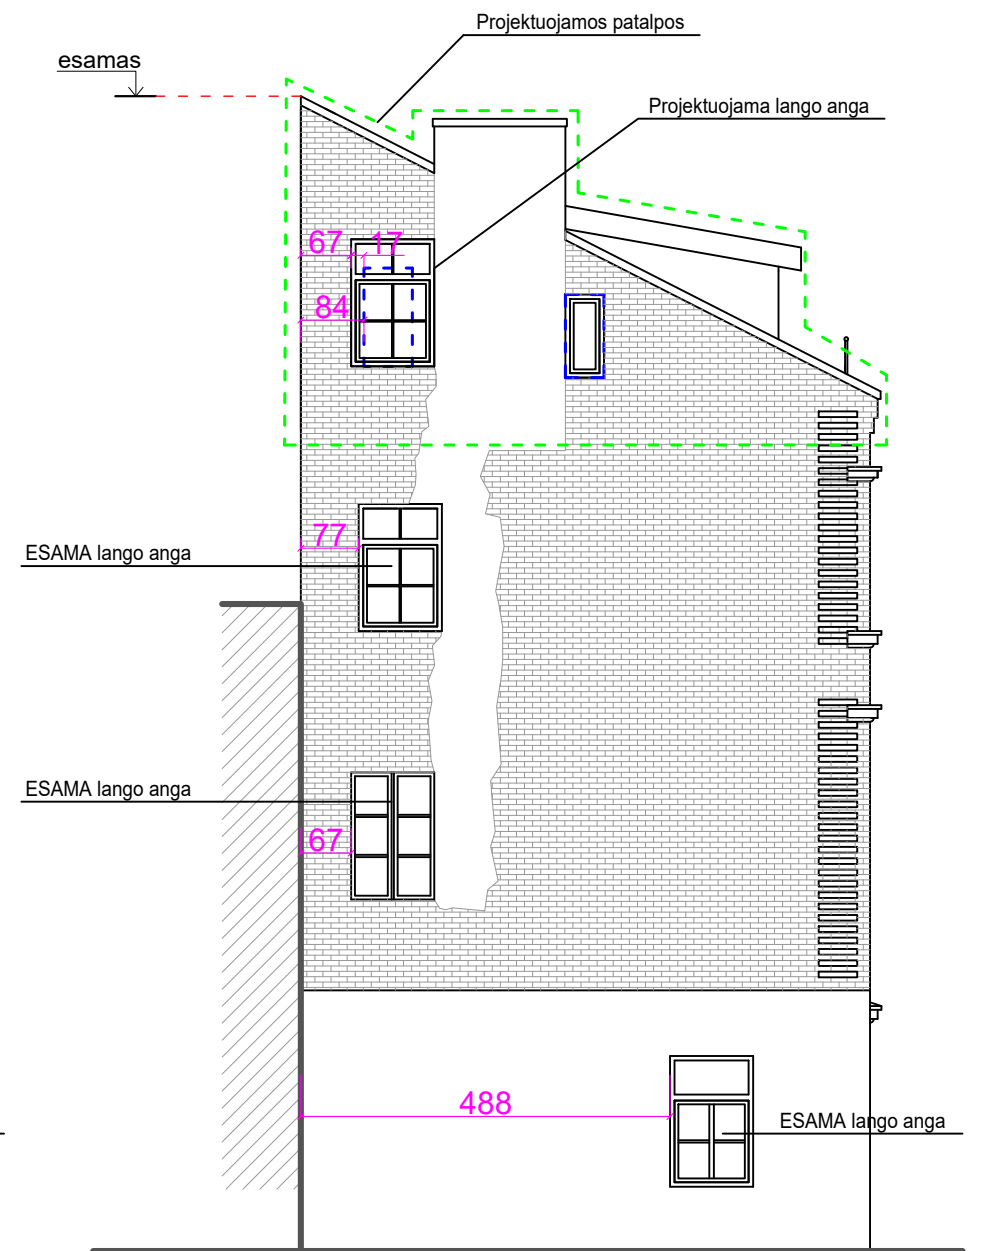 Projektuojamos patalpos
esamas
Projektuojama lango anga
67
17
84
77
ESAMA lango anga
ESAMA lango anga
67
488
ESAMA lango anga